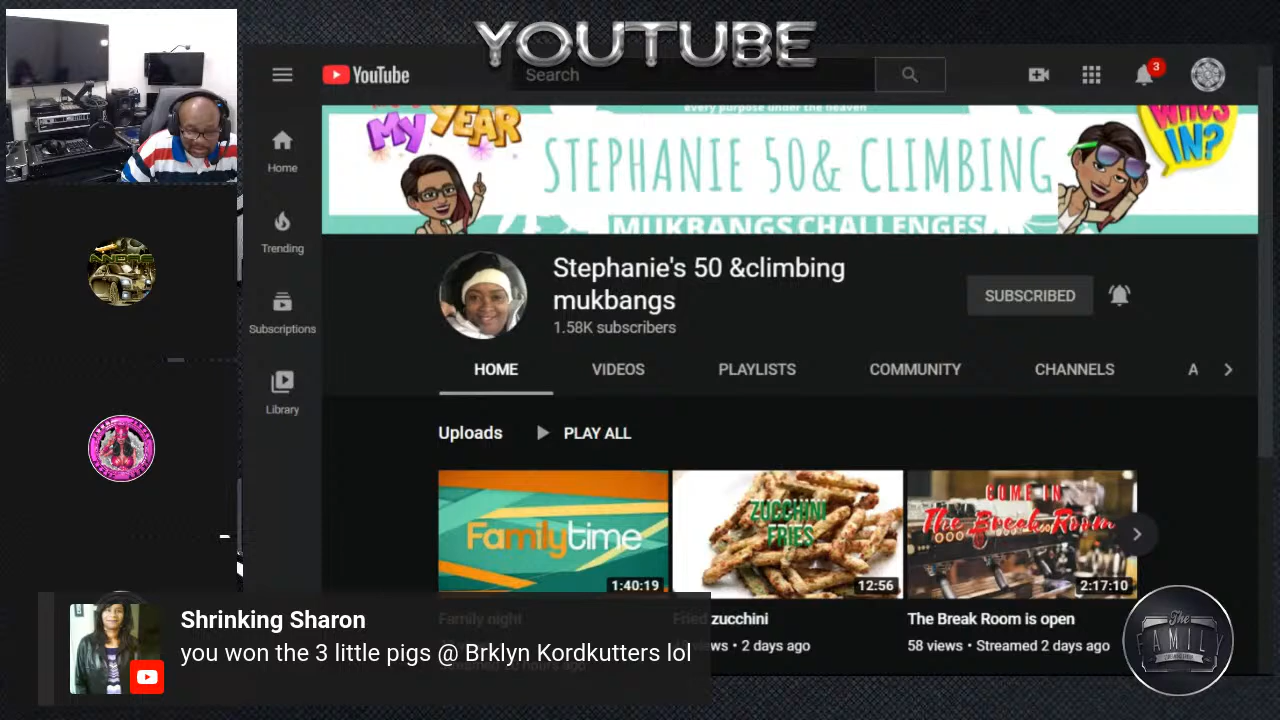 YOUTUBE
YouTube
Search
3
every purpose under the heaven
MY YEAR
STEPHANIE 50& CLIMBING
WHO'S IN?
MUKBANGS CHALLENGES
Home
Trending
Subscriptions
Library
Stephanie's 50 &climbing
mukbangs
1.58K subscribers
SUBSCRIBED
HOME
VIDEOS
PLAYLISTS
COMMUNITY
CHANNELS
A
Uploads
PLAY ALL
Familytime
1:40:19
ZUCCHINI
FRIES
12:56
COME IN
The Break Room
2:17:10
Family night
Fried zucchini
views • 2 days ago
The Break Room is open
58 views • Streamed 2 days ago
Shrinking Sharon
you won the 3 little pigs @ Brklyn Kordkutters lol
The
FAMILY